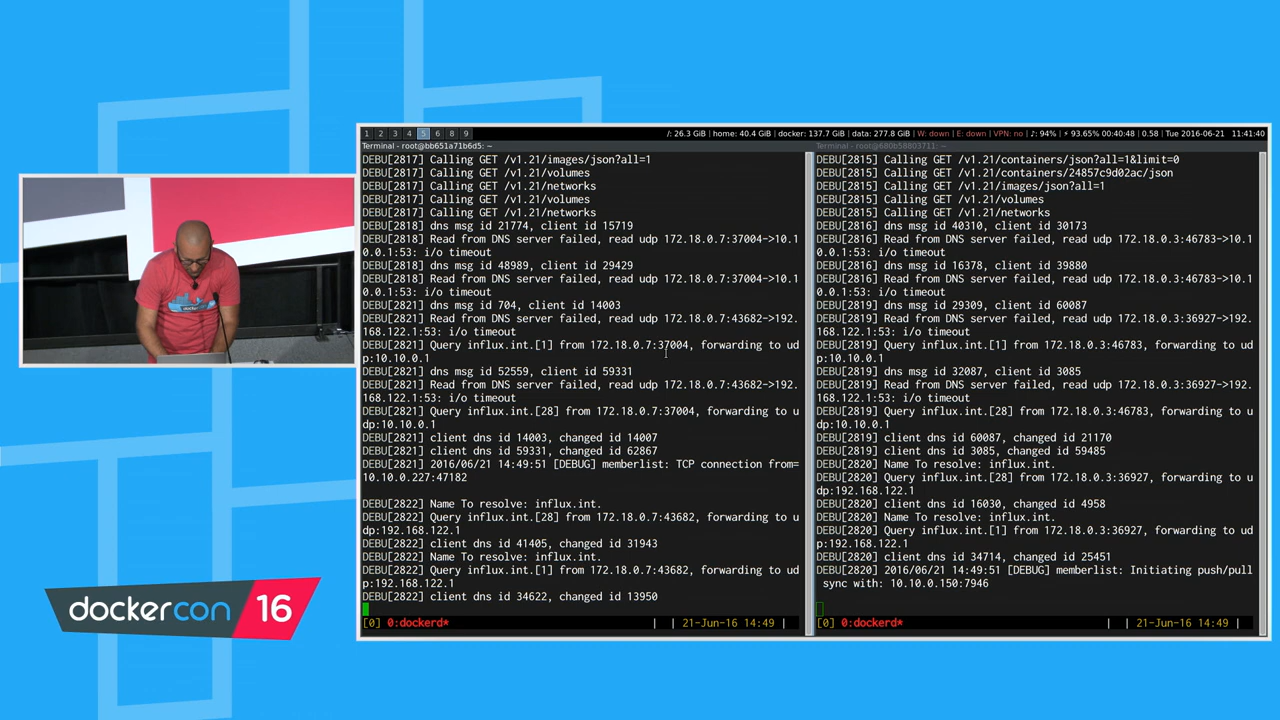 1 2 3 4 5 6 8 9 /: 26.3 GiB | home: 40.4 GiB | docker: 137.7 GiB | data: 277.8 GiB | W: down | E: down | VPN: no | ♪: 94% | ⚡ 93.65% 00:40:48 | 0.58 | Tue 2016-06-21 | 11:41:40
Terminal - root@bb651a71b6d5: ~
DEBU[2817] Calling GET /v1.21/images/json?all=1
DEBU[2817] Calling GET /v1.21/volumes
DEBU[2817] Calling GET /v1.21/networks
DEBU[2817] Calling GET /v1.21/volumes
DEBU[2817] Calling GET /v1.21/networks
DEBU[2818] dns msg id 21774, client id 15719
DEBU[2818] Read from DNS server failed, read udp 172.18.0.7:37004->10.1
0.0.1:53: i/o timeout
DEBU[2818] dns msg id 48989, client id 29429
DEBU[2818] Read from DNS server failed, read udp 172.18.0.7:37004->10.1
0.0.1:53: i/o timeout
DEBU[2821] dns msg id 704, client id 14003
DEBU[2821] Read from DNS server failed, read udp 172.18.0.7:43682->192.
168.122.1:53: i/o timeout
DEBU[2821] Query influx.int.[1] from 172.18.0.7:37004, forwarding to ud
p:10.10.0.1
DEBU[2821] dns msg id 52559, client id 59331
DEBU[2821] Read from DNS server failed, read udp 172.18.0.7:43682->192.
168.122.1:53: i/o timeout
DEBU[2821] Query influx.int.[28] from 172.18.0.7:37004, forwarding to u
dp:10.10.0.1
DEBU[2821] client dns id 14003, changed id 14007
DEBU[2821] client dns id 59331, changed id 62867
DEBU[2821] 2016/06/21 14:49:51 [DEBUG] memberlist: TCP connection from=
10.10.0.227:47182
DEBU[2822] Name To resolve: influx.int.
DEBU[2822] Query influx.int.[28] from 172.18.0.7:43682, forwarding to u
dp:192.168.122.1
DEBU[2822] client dns id 41405, changed id 31943
DEBU[2822] Name To resolve: influx.int.
DEBU[2822] Query influx.int.[1] from 172.18.0.7:43682, forwarding to ud
p:192.168.122.1
DEBU[2822] client dns id 34622, changed id 13950
[0] 0:dockerd* | | 21-Jun-16 14:49 |
Terminal - root@680b58803711: ~
DEBU[2815] Calling GET /v1.21/containers/json?all=1&limit=0
DEBU[2815] Calling GET /v1.21/containers/24857c9d02ac/json
DEBU[2815] Calling GET /v1.21/images/json?all=1
DEBU[2815] Calling GET /v1.21/volumes
DEBU[2815] Calling GET /v1.21/networks
DEBU[2816] dns msg id 40310, client id 30173
DEBU[2816] Read from DNS server failed, read udp 172.18.0.3:46783->10.1
0.0.1:53: i/o timeout
DEBU[2816] dns msg id 16378, client id 39880
DEBU[2816] Read from DNS server failed, read udp 172.18.0.3:46783->10.1
0.0.1:53: i/o timeout
DEBU[2819] dns msg id 29309, client id 60087
DEBU[2819] Read from DNS server failed, read udp 172.18.0.3:36927->192.
168.122.1:53: i/o timeout
DEBU[2819] Query influx.int.[1] from 172.18.0.3:46783, forwarding to ud
p:10.10.0.1
DEBU[2819] dns msg id 32087, client id 3085
DEBU[2819] Read from DNS server failed, read udp 172.18.0.3:36927->192.
168.122.1:53: i/o timeout
DEBU[2819] Query influx.int.[28] from 172.18.0.3:46783, forwarding to u
dp:10.10.0.1
DEBU[2819] client dns id 60087, changed id 21170
DEBU[2819] client dns id 3085, changed id 59485
DEBU[2820] Name To resolve: influx.int.
DEBU[2820] Query influx.int.[28] from 172.18.0.3:36927, forwarding to u
dp:192.168.122.1
DEBU[2820] client dns id 16030, changed id 4958
DEBU[2820] Name To resolve: influx.int.
DEBU[2820] Query influx.int.[1] from 172.18.0.3:36927, forwarding to ud
p:192.168.122.1
DEBU[2820] client dns id 34714, changed id 25451
DEBU[2820] 2016/06/21 14:49:51 [DEBUG] memberlist: Initiating push/pull
sync with: 10.10.0.150:7946
[0] 0:dockerd* | | 21-Jun-16 14:49 |
dockercon 16